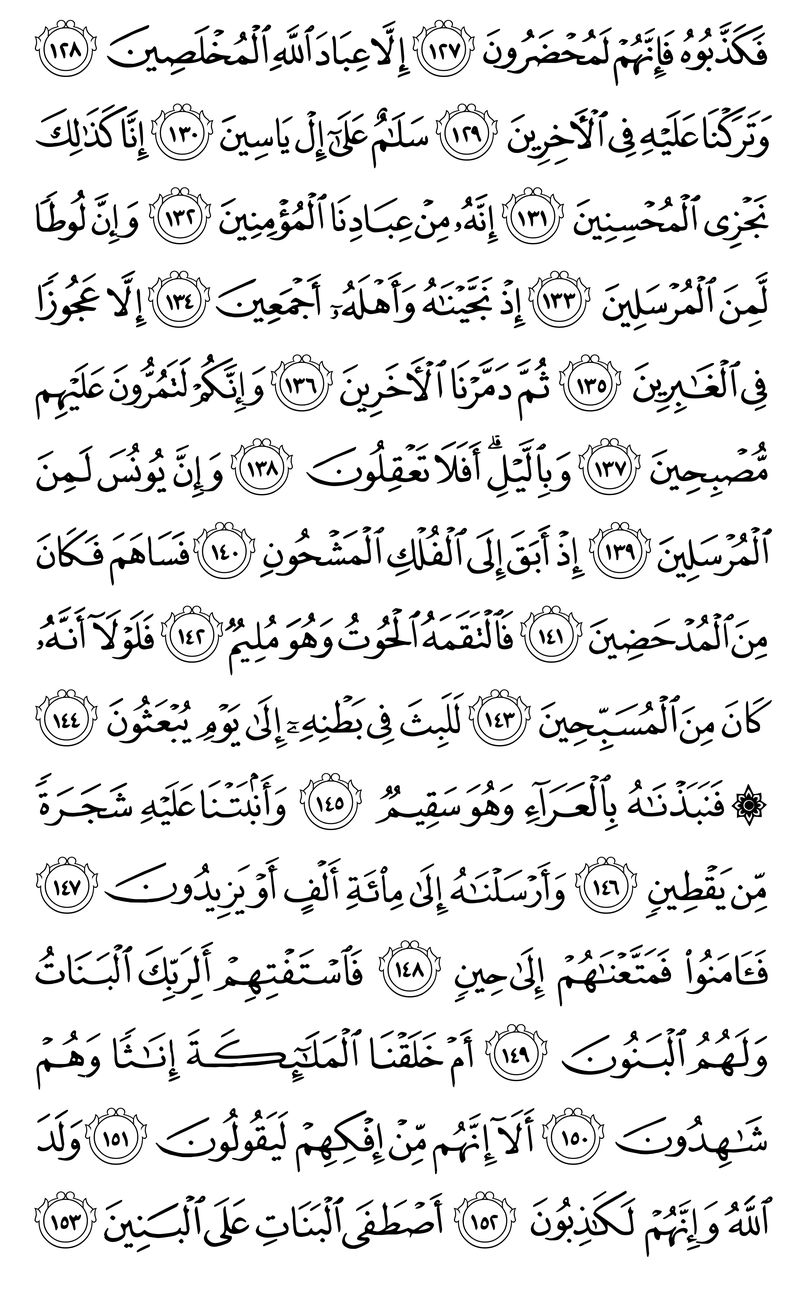 فَكَذَّبُوهُ فَإِنَّهُمْ لَمُحْضَرُونَ ١٢٧ إِلَّا عِبَادَ ٱللَّهِ ٱلْمُخْلَصِينَ ١٢٨
وَتَرَكْنَا عَلَيْهِ فِى ٱلْأَخِرِينَ ١٢٩ سَلَٰمٌ عَلَىٰٓ إِلْ يَاسِينَ ١٣٠ إِنَّا كَذَٰلِكَ
نَجْزِى ٱلْمُحْسِنِينَ ١٣١ إِنَّهُۥ مِنْ عِبَادِنَا ٱلْمُؤْمِنِينَ ١٣٢ وَإِنَّ لُوطًا
لَّمِنَ ٱلْمُرْسَلِينَ ١٣٣ إِذْ نَجَّيْنَٰهُ وَأَهْلَهُۥٓ أَجْمَعِينَ ١٣٤ إِلَّا عَجُوزًا
فِى ٱلْغَٰبِرِينَ ١٣٥ ثُمَّ دَمَّرْنَا ٱلْأَخَرِينَ ١٣٦ وَإِنَّكُمْ لَتَمُرُّونَ عَلَيْهِم
مُّصْبِحِينَ ١٣٧ وَبِٱلَّيْلِ ۗ أَفَلَا تَعْقِلُونَ ١٣٨ وَإِنَّ يُونُسَ لَمِنَ
ٱلْمُرْسَلِينَ ١٣٩ إِذْ أَبَقَ إِلَى ٱلْفُلْكِ ٱلْمَشْحُونِ ١٤٠ فَسَاهَمَ فَكَانَ
مِنَ ٱلْمُدْحَضِينَ ١٤١ فَٱلْتَقَمَهُ ٱلْحُوتُ وَهُوَ مُلِيمٌ ١٤٢ فَلَوْلَآ أَنَّهُۥ
كَانَ مِنَ ٱلْمُسَبِّحِينَ ١٤٣ لَلَبِثَ فِى بَطْنِهِۦٓ إِلَىٰ يَوْمِ يُبْعَثُونَ ١٤٤
۞ فَنَبَذْنَٰهُ بِٱلْعَرَآءِ وَهُوَ سَقِيمٌ ١٤٥ وَأَنۢبَتْنَا عَلَيْهِ شَجَرَةً
مِّن يَقْطِينٍ ١٤٦ وَأَرْسَلْنَٰهُ إِلَىٰ مِا۟ئَةِ أَلْفٍ أَوْ يَزِيدُونَ ١٤٧
فَـَٔامَنُوا۟ فَمَتَّعْنَٰهُمْ إِلَىٰ حِينٍ ١٤٨ فَٱسْتَفْتِهِمْ أَلِرَبِّكَ ٱلْبَنَاتُ
وَلَهُمُ ٱلْبَنُونَ ١٤٩ أَمْ خَلَقْنَا ٱلْمَلَٰٓئِكَةَ إِنَٰثًا وَهُمْ
شَٰهِدُونَ ١٥٠ أَلَآ إِنَّهُم مِّنْ إِفْكِهِمْ لَيَقُولُونَ ١٥١ وَلَدَ
ٱللَّهُ وَإِنَّهُمْ لَكَٰذِبُونَ ١٥٢ أَصْطَفَى ٱلْبَنَاتِ عَلَى ٱلْبَنِينَ ١٥٣